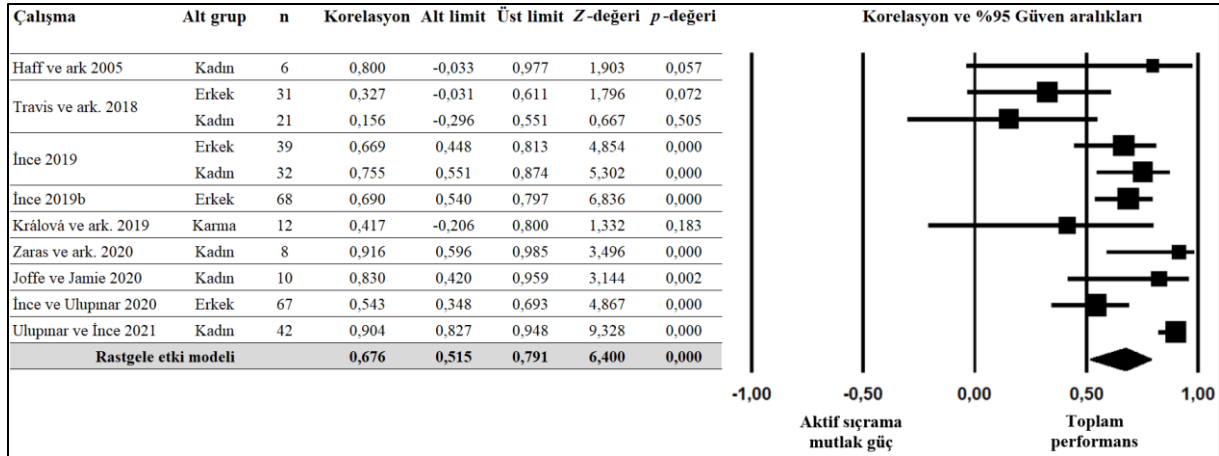 Çalışma Alt grup n Korelasyon Alt limit Üst limit Z-değeri p-değeri Korelasyon ve %95 Güven aralıkları
Haff ve ark 2005 Kadın 6 0,800 -0,033 0,977 1,903 0,057
Travis ve ark. 2018 Erkek 31 0,327 -0,031 0,611 1,796 0,072
Kadın 21 0,156 -0,296 0,551 0,667 0,505
İnce 2019 Erkek 39 0,669 0,448 0,813 4,854 0,000
Kadın 32 0,755 0,551 0,874 5,302 0,000
İnce 2019b Erkek 68 0,690 0,540 0,797 6,836 0,000
Králová ve ark. 2019 Karma 12 0,417 -0,206 0,800 1,332 0,183
Zaras ve ark. 2020 Kadın 8 0,916 0,596 0,985 3,496 0,000
Joffe ve Jamie 2020 Kadın 10 0,830 0,420 0,959 3,144 0,002
İnce ve Ulupınar 2020 Erkek 67 0,543 0,348 0,693 4,867 0,000
Ulupınar ve İnce 2021 Kadın 42 0,904 0,827 0,948 9,328 0,000
Rastgele etki modeli 0,676 0,515 0,791 6,400 0,000
-1,00 -0,50 0,00 0,50 1,00
Aktif sıçrama Toplam
mutlak güç performans